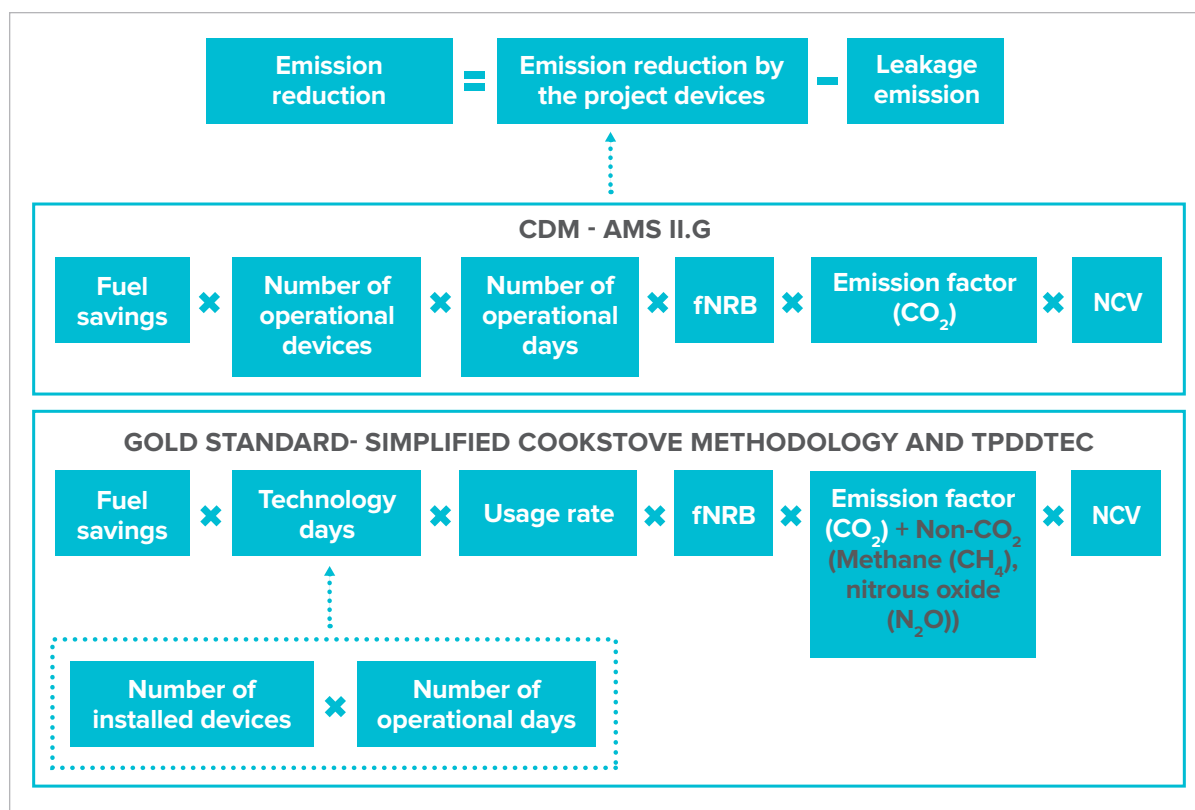 Emission
reduction
=
Emission reduction by
the project devices
-
Leakage
emission
CDM - AMS II.G
Fuel
savings
×
Number of
operational
devices
×
Number of
operational
days
×
fNRB
×
Emission factor
(CO₂)
×
NCV
GOLD STANDARD- SIMPLIFIED COOKSTOVE METHODOLOGY AND TPDDTEC
Fuel
savings
×
Technology
days
×
Usage rate
×
fNRB
×
Emission factor
(CO₂) + Non-CO₂
(Methane (CH₄),
nitrous oxide
(N₂O))
×
NCV
Number of
installed devices
×
Number of
operational days